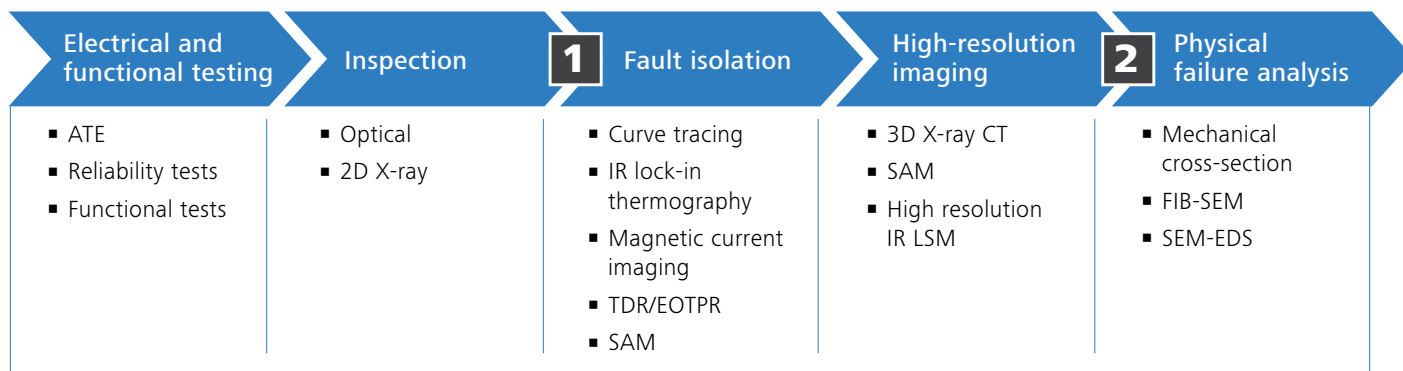 Electrical and
functional testing
■ ATE
■ Reliability tests
■ Functional tests
Inspection
■ Optical
■ 2D X-ray
1
Fault isolation
■ Curve tracing
■ IR lock-in
thermography
■ Magnetic current
imaging
■ TDR/EOTPR
■ SAM
High-resolution
imaging
■ 3D X-ray CT
■ SAM
■ High resolution
IR LSM
2
Physical
failure analysis
■ Mechanical
cross-section
■ FIB-SEM
■ SEM-EDS